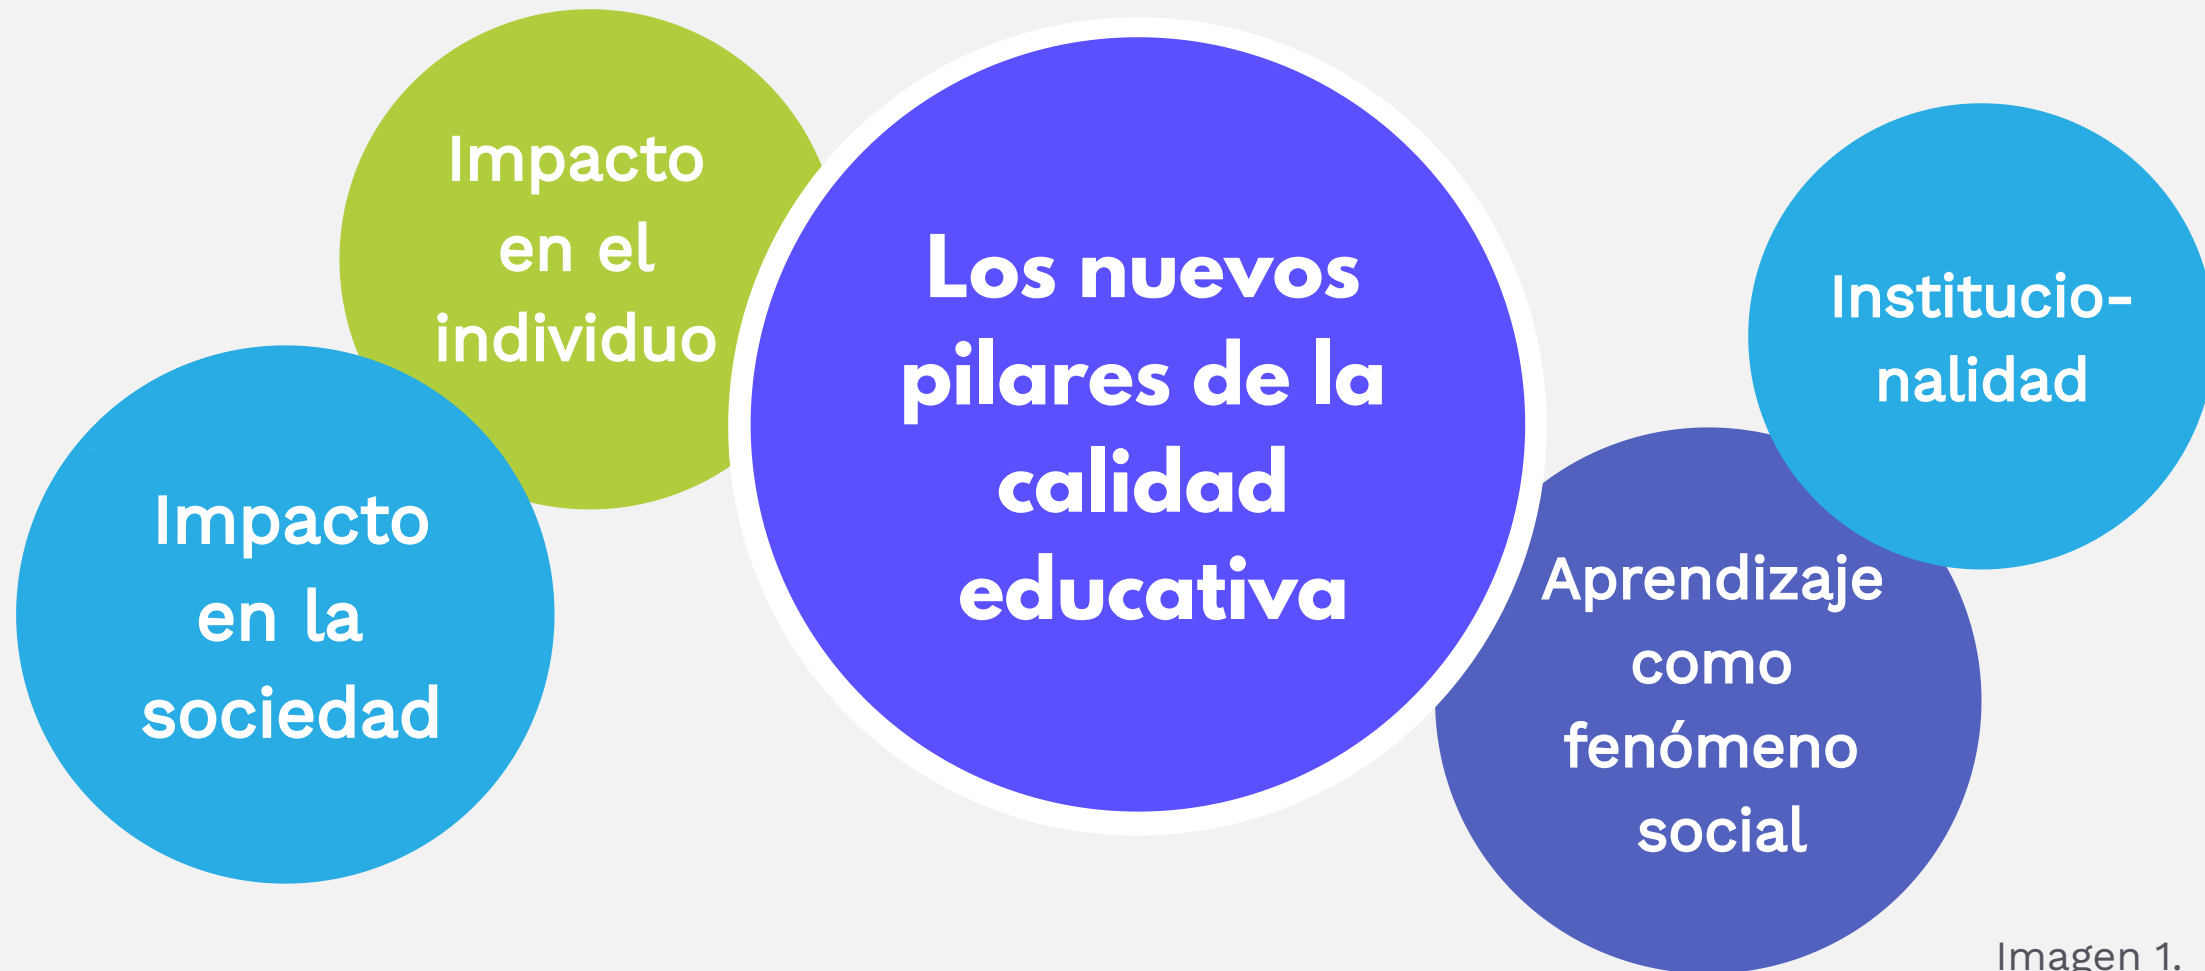 Impacto
en el
individuo
Impacto
en la
sociedad
Los nuevos
pilares de la
calidad
educativa
Institucio-
nalidad
Aprendizaje
como
fenómeno
social
Imagen 1.